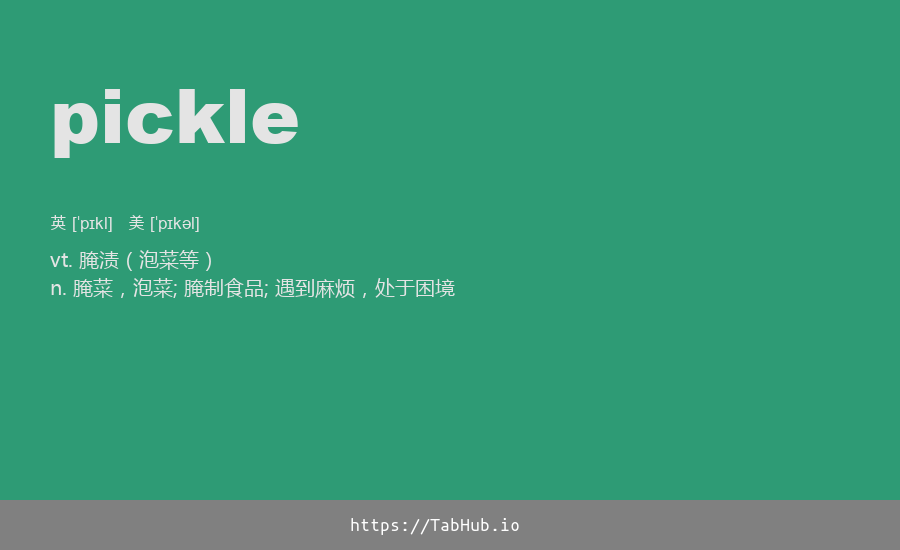 pickle
英 [ˈpɪkl] 美 [ˈpɪkəl]
vt. 腌渍（泡菜等）
n. 腌菜，泡菜; 腌制食品; 遇到麻烦，处于困境
https://TabHub.io